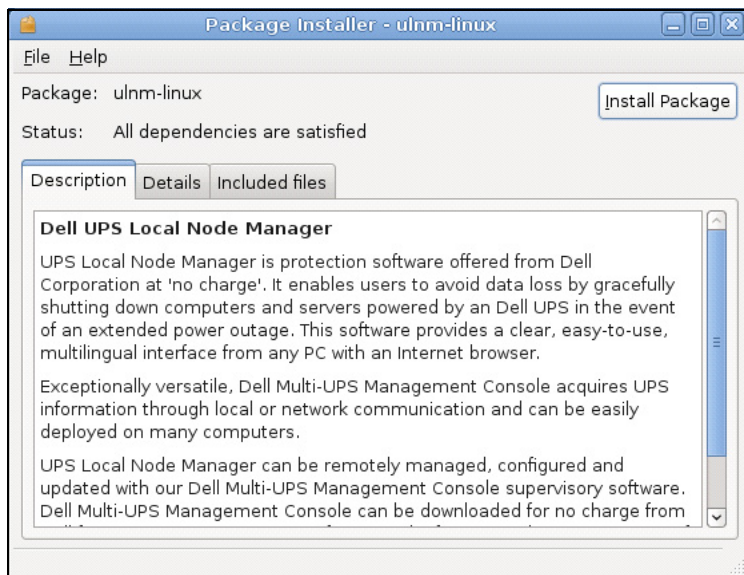 Package Installer - ulnm-linux
File Help
Package: ulnm-linux
Install Package
Status: All dependencies are satisfied
Description Details Included files
Dell UPS Local Node Manager
UPS Local Node Manager is protection software offered from Dell
Corporation at 'no charge'. It enables users to avoid data loss by gracefully
shutting down computers and servers powered by an Dell UPS in the event
of an extended power outage. This software provides a clear, easy-to-use,
multilingual interface from any PC with an Internet browser.
Exceptionally versatile, Dell Multi-UPS Management Console acquires UPS
information through local or network communication and can be easily
deployed on many computers.
UPS Local Node Manager can be remotely managed, configured and
updated with our Dell Multi-UPS Management Console supervisory software.
Dell Multi-UPS Management Console can be downloaded for no charge from